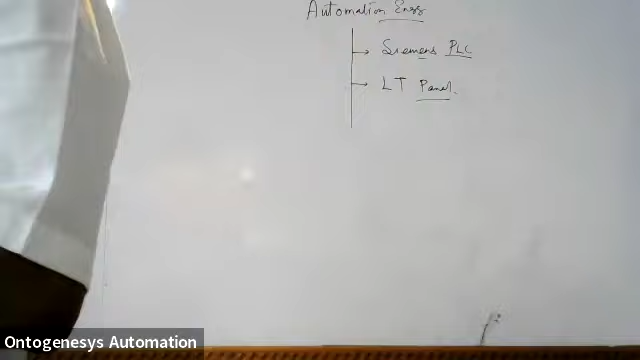 Automation Engg
→ Siemens PLC
→ LT Panel.
Ontogenesys Automation